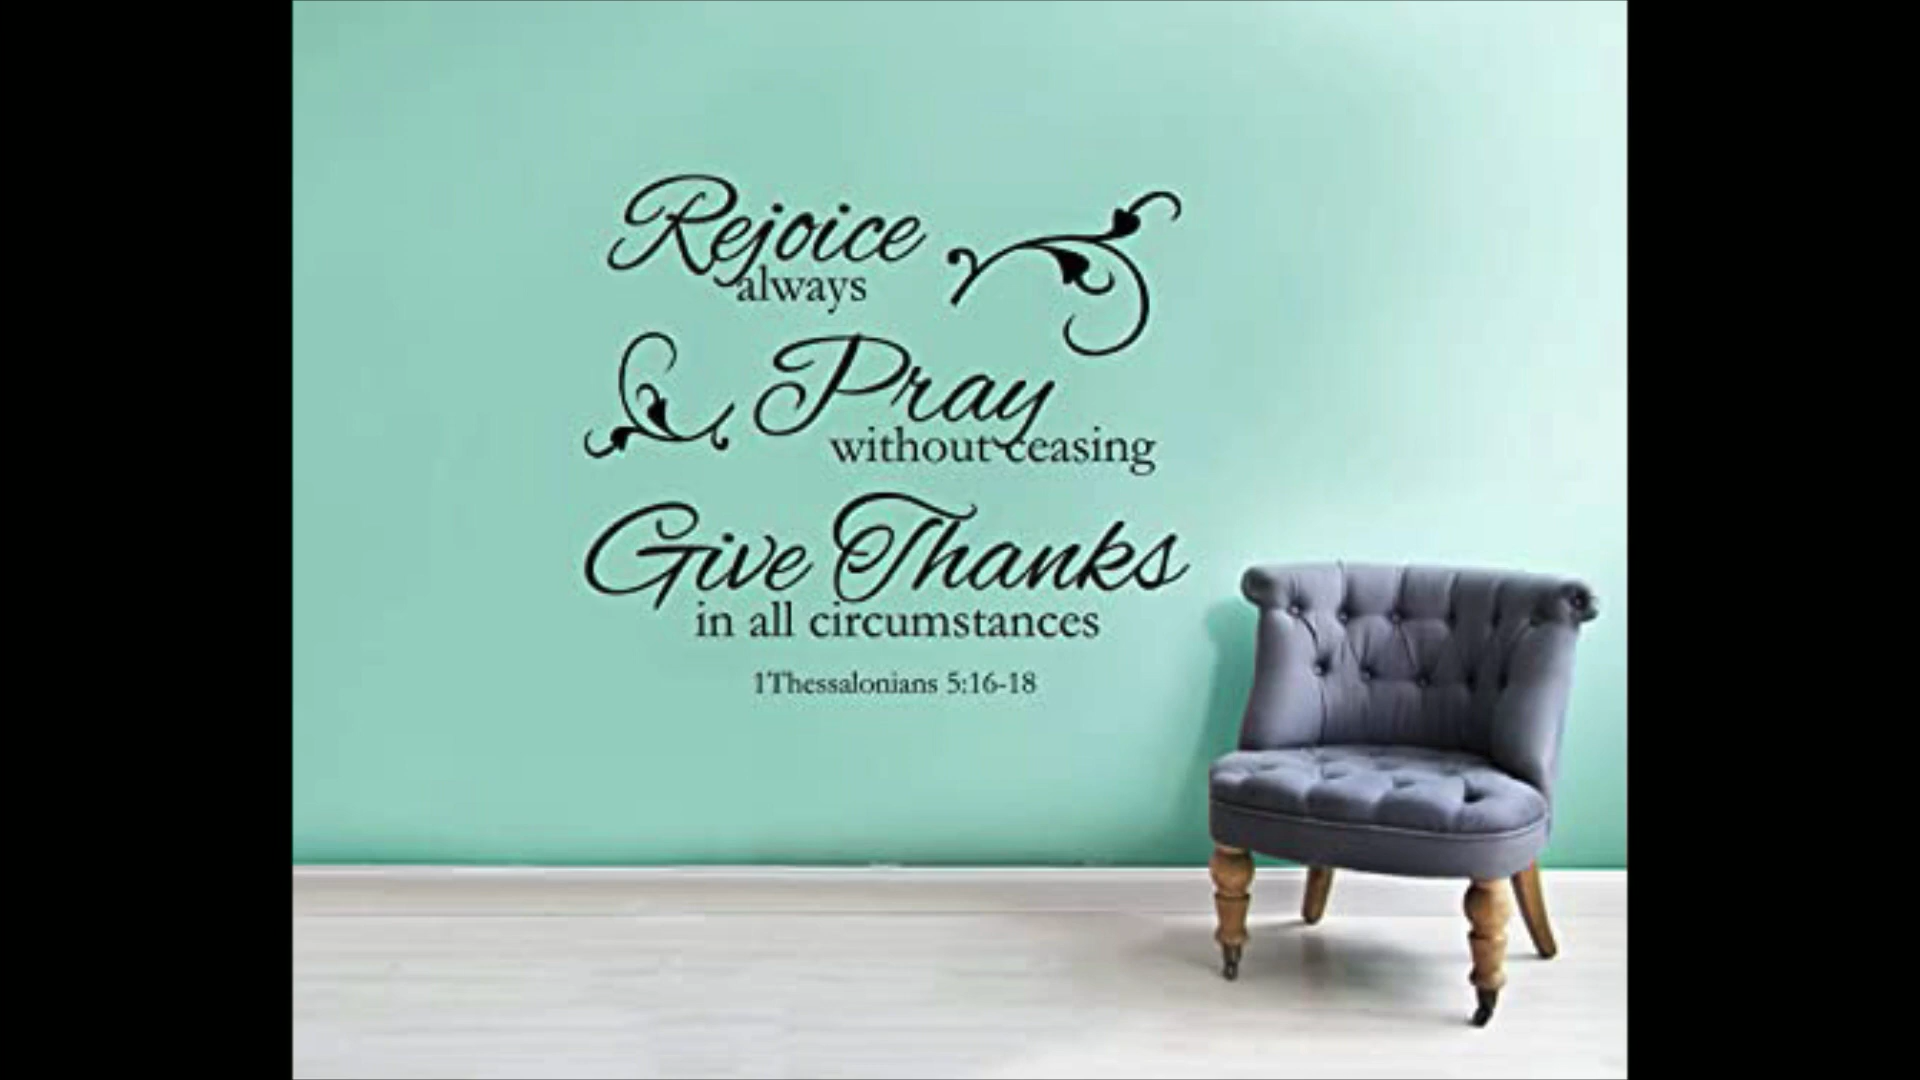 Rejoice
always
Pray
without ceasing
Give Thanks
in all circumstances
1Thessalonians 5:16-18